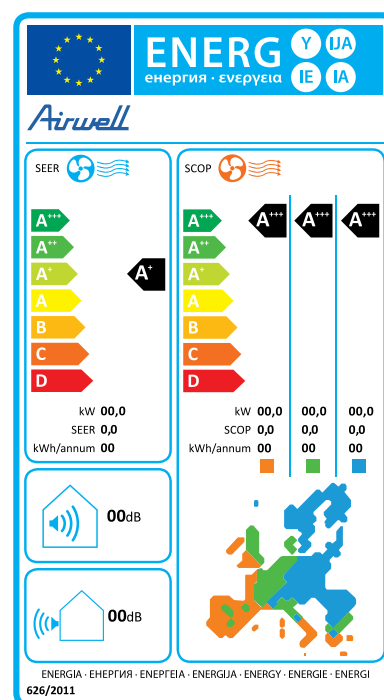 ENERG
Y IJA
IE IA
енергия · ενεργεια
Airwell
SEER
A+++
A++
A+
A
B
C
D
A+
kW 00,0
SEER 0,0
kWh/annum 00
SCOP
A+++
A++
A+
A
B
C
D
A+++ A+++ A+++
kW 00,0 00,0 00,0
SCOP 0,0 0,0 0,0
kWh/annum 00 00 00
00dB
00dB
ENERGIA · ЕНЕРГИЯ · ΕΝΕΡΓΕΙΑ · ENERGIJA · ENERGY · ENERGIE · ENERGI
626/2011